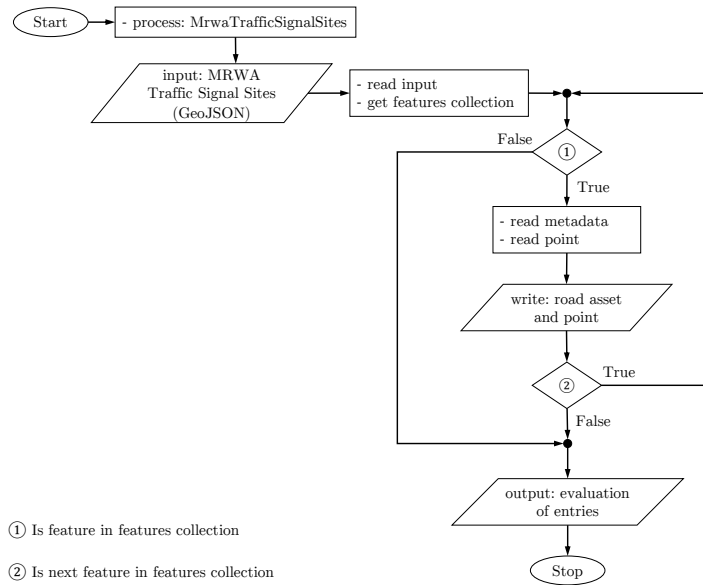 Start
- process: MrwaTrafficSignalSites
input: MRWA
Traffic Signal Sites
(GeoJSON)
- read input
- get features collection
False
①
True
- read metadata
- read point
write: road asset
and point
②
True
False
output: evaluation
of entries
Stop
① Is feature in features collection
② Is next feature in features collection